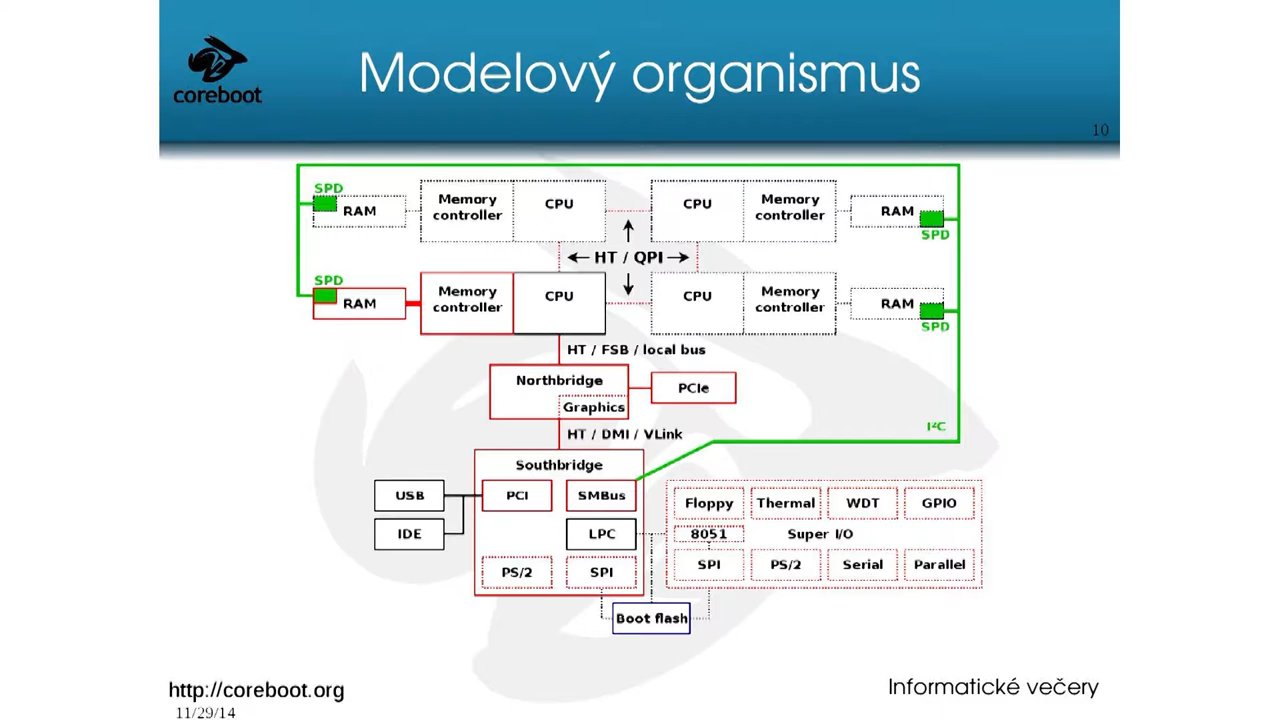 coreboot
Modelový organismus
10
SPD
RAM
Memory
controller
CPU
CPU
Memory
controller
RAM
SPD
← HT / QPI →
SPD
RAM
Memory
controller
CPU
CPU
Memory
controller
RAM
SPD
HT / FSB / local bus
Northbridge
Graphics
PCIe
HT / DMI / VLink
I²C
Southbridge
USB
PCI
SMBus
Floppy
Thermal
WDT
GPIO
IDE
LPC
8051
Super I/O
PS/2
SPI
SPI
PS/2
Serial
Parallel
Boot flash
http://coreboot.org
Informatické večery
11/29/14